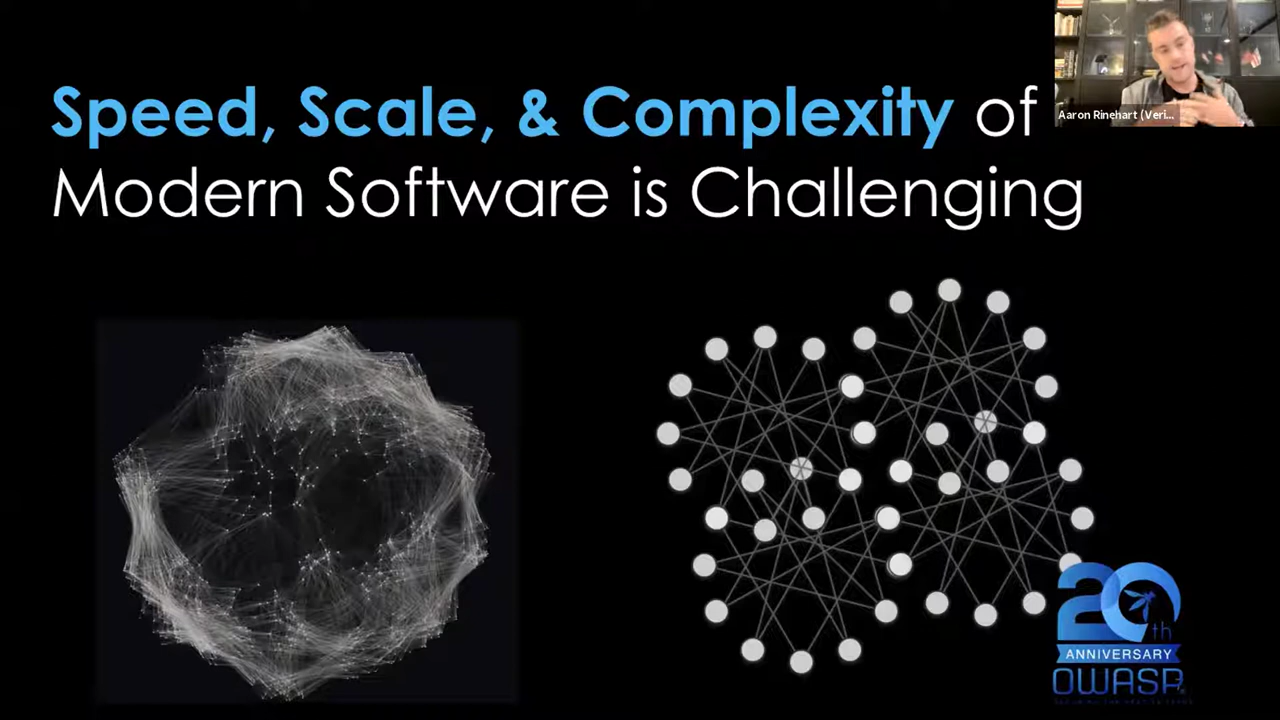 Speed, Scale, & Complexity of
Modern Software is Challenging
Aaron Rinehart (Veri...
20th
ANNIVERSARY
OWASP